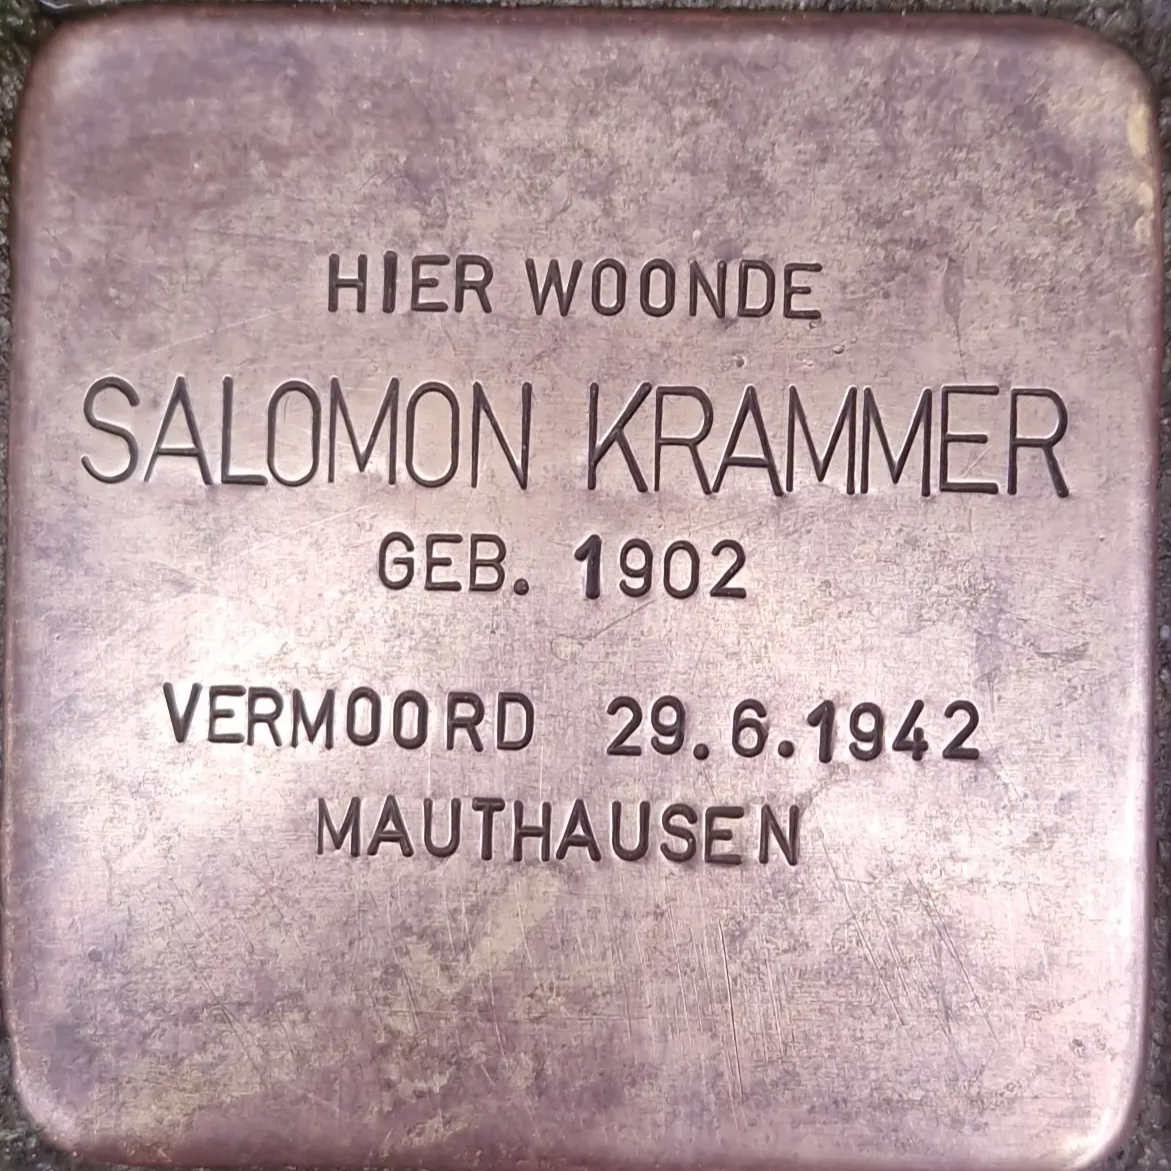 HIER WOONDE
SALOMON KRAMMER
GEB. 1902
VERMOORD 29.6.1942
MAUTHAUSEN